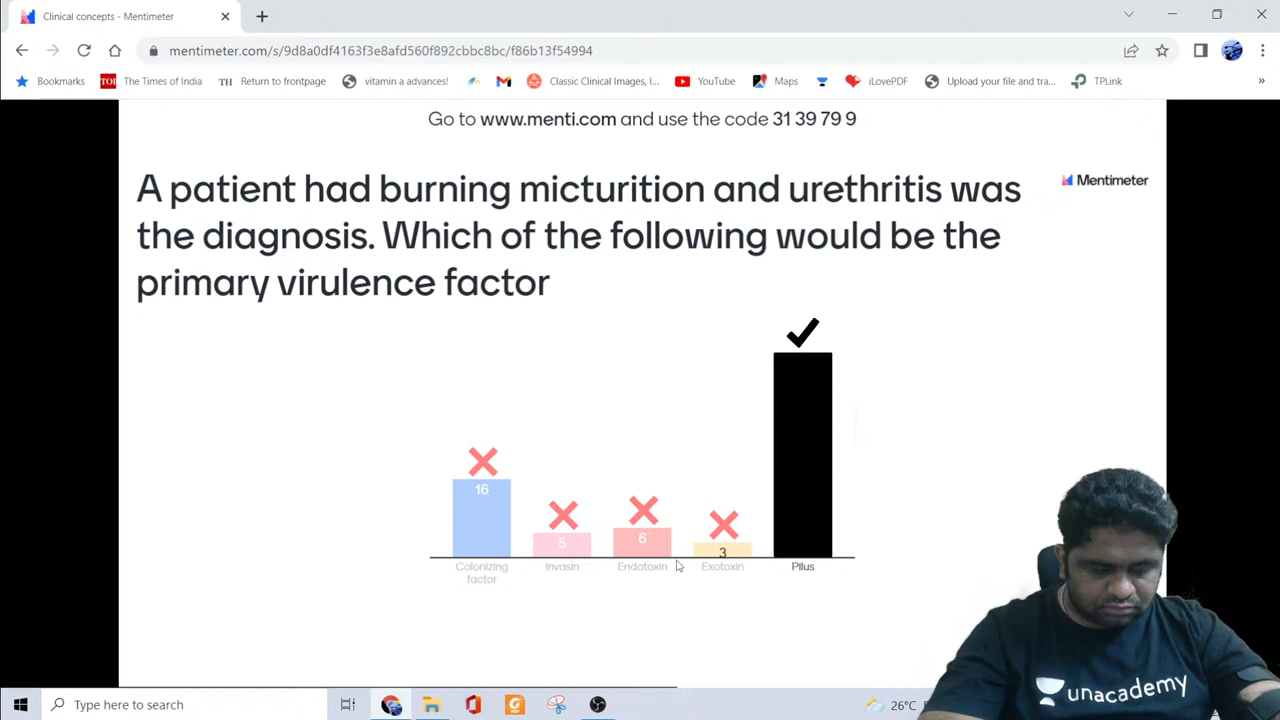 Clinical concepts - Mentimeter
mentimeter.com/s/9d8a0df4163f3e8afd560f892cbbc8bc/f86b13f54994
Bookmarks
TOI
The Times of India
TH
Return to frontpage
vitamin a advances!
Classic Clinical Images, I...
YouTube
Maps
iLovePDF
Upload your file and tra...
TPLink
Go to www.menti.com and use the code 31 39 79 9
Mentimeter
A patient had burning micturition and urethritis was
the diagnosis. Which of the following would be the
primary virulence factor
16
5
6
3
Colonizing
factor
Invasin
Endotoxin
Exotoxin
Pilus
unacademy
Type here to search
26°C